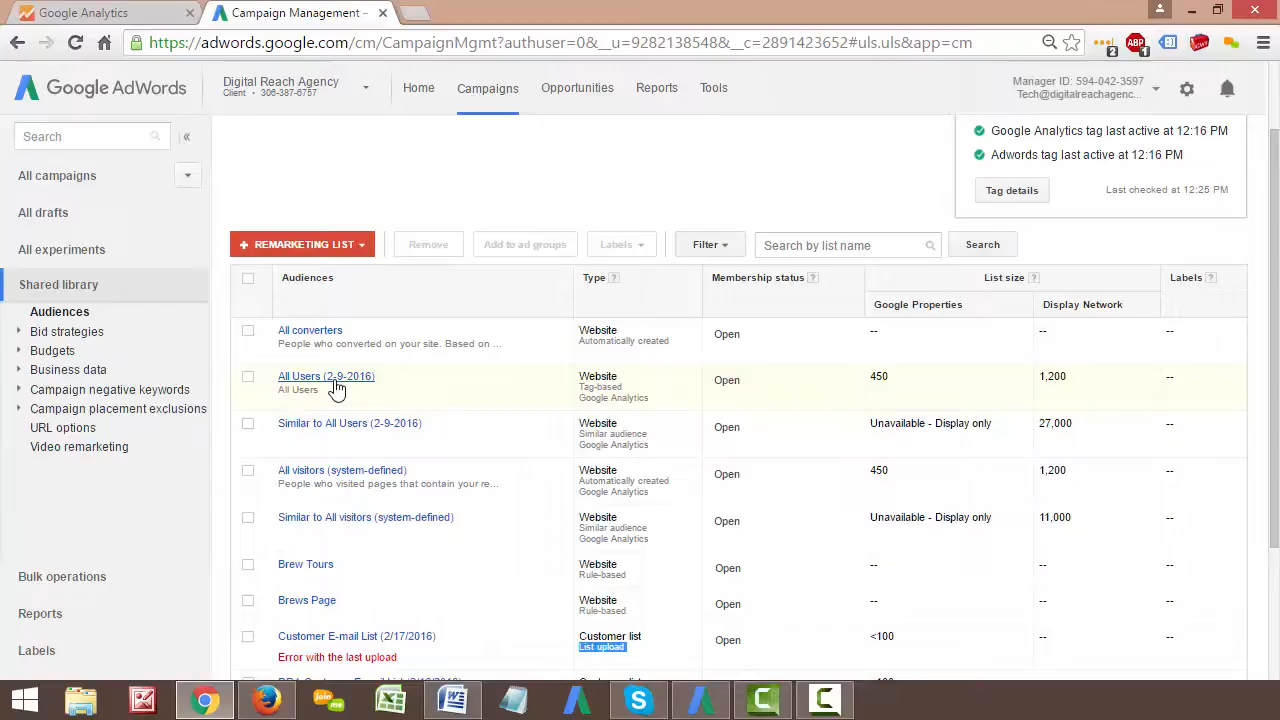 Google Analytics
Campaign Management –
https://adwords.google.com/cm/CampaignMgmt?authuser=0&__u=9282138548&__c=2891423652#uls.uls&app=cm
2
ABP
1
Google AdWords
Digital Reach Agency
Client • 306-387-6757
Home
Campaigns
Opportunities
Reports
Tools
Manager ID: 594-042-3597
Tech@digitalreachagenc...
Search
All campaigns
All drafts
All experiments
Shared library
Audiences
Bid strategies
Budgets
Business data
Campaign negative keywords
Campaign placement exclusions
URL options
Video remarketing
Bulk operations
Reports
Labels
Google Analytics tag last active at 12:16 PM
Adwords tag last active at 12:16 PM
Tag details
Last checked at 12:25 PM
+ REMARKETING LIST
Remove
Add to ad groups
Labels
Filter
Search by list name
Search
Audiences
Type ?
Membership status ?
List size ?
Labels ?
Google Properties
Display Network
All converters
People who converted on your site. Based on ...
Website
Automatically created
Open
--
--
All Users (2-9-2016)
All Users
Website
Tag-based
Google Analytics
Open
450
1,200
--
Similar to All Users (2-9-2016)
Website
Similar audience
Google Analytics
Open
Unavailable - Display only
27,000
--
All visitors (system-defined)
People who visited pages that contain your re...
Website
Automatically created
Google Analytics
Open
450
1,200
--
Similar to All visitors (system-defined)
Website
Similar audience
Google Analytics
Open
Unavailable - Display only
11,000
--
Brew Tours
Website
Rule-based
Open
--
--
--
Brews Page
Website
Rule-based
Open
--
--
--
Customer E-mail List (2/17/2016)
Error with the last upload
Customer list
List upload
Open
<100
--
--
join.me